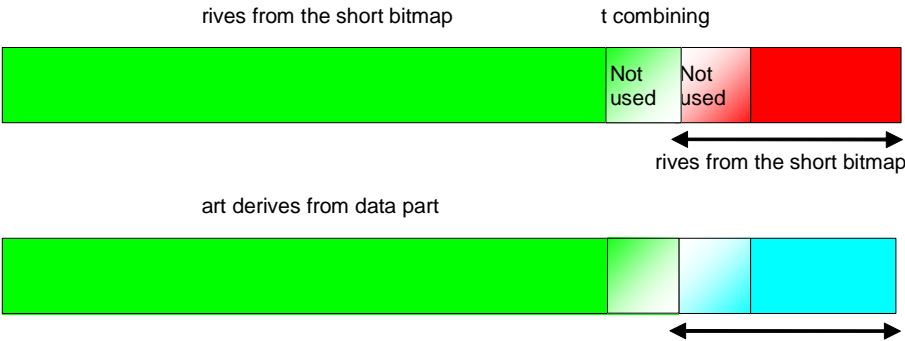 rives from the short bitmap
t combining
Not used
Not used
rives from the short bitmap
art derives from data part